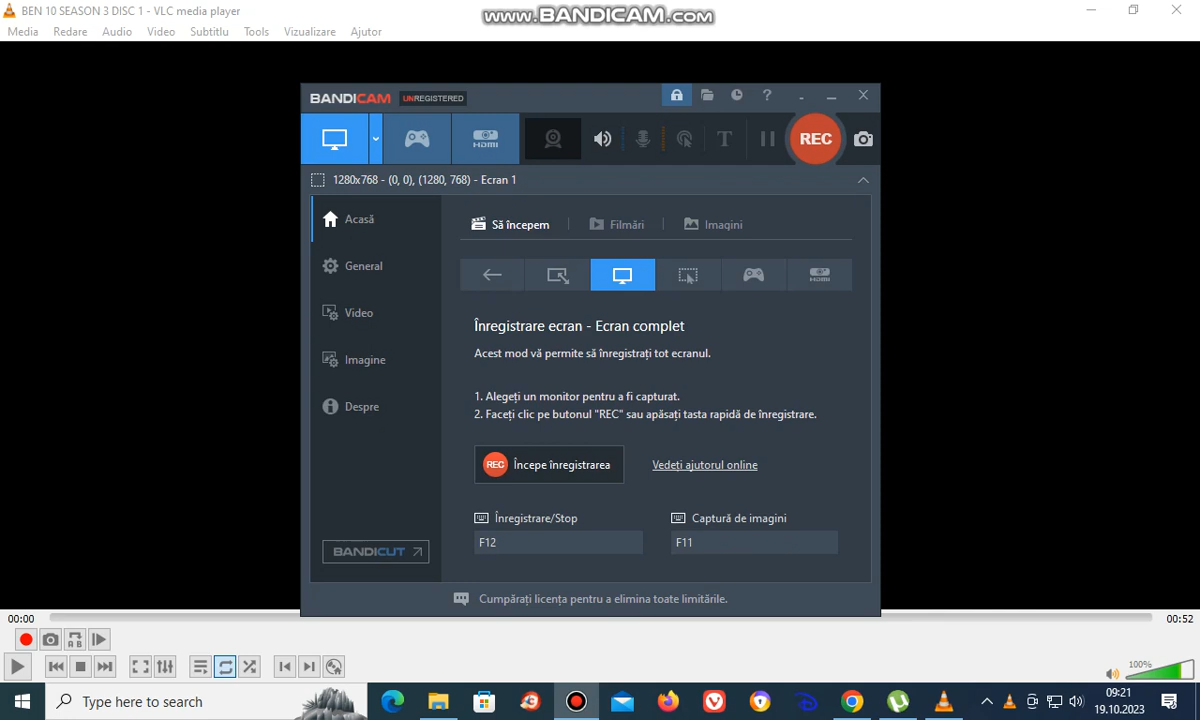 BEN 10 SEASON 3 DISC 1 - VLC media player
www.BANDICAM.com
Media Redare Audio Video Subtitlu Tools Vizualizare Ajutor
BANDICAM UNREGISTERED
HDMI
T
REC
1280x768 - (0, 0), (1280, 768) - Ecran 1
Acasă
General
Video
Imagine
Despre
BANDICUT
Să începem
Filmări
Imagini
HDMI
Înregistrare ecran - Ecran complet
Acest mod vă permite să înregistrați tot ecranul.
1. Alegeți un monitor pentru a fi capturat.
2. Faceți clic pe butonul "REC" sau apăsați tasta rapidă de înregistrare.
REC Începe înregistrarea
Vedeți ajutorul online
Înregistrare/Stop
F12
Captură de imagini
F11
Cumpărați licența pentru a elimina toate limitările.
00:00
00:52
A B
100%
Type here to search
09:21
19.10.2023